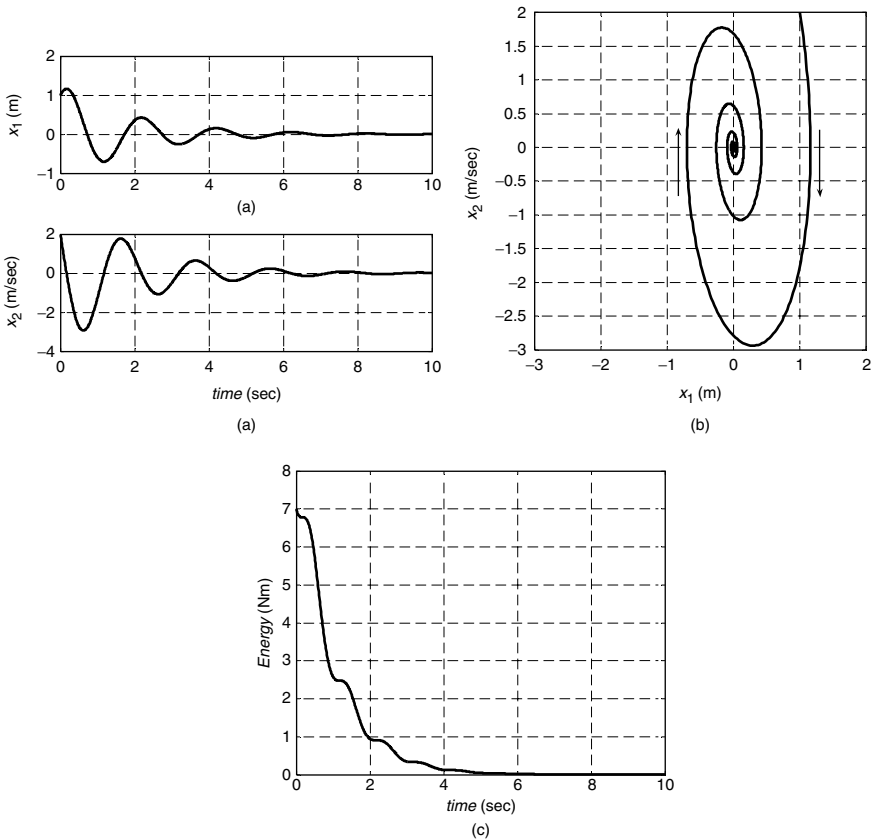 2
1
0
−1
x1 (m)
0 2 4 6 8 10
(a)
2
0
−2
−4
x2 (m/sec)
0 2 4 6 8 10
time (sec)
(a)
2
1.5
1
0.5
0
−0.5
−1
−1.5
−2
−2.5
−3
x2 (m/sec)
−3 −2 −1 0 1 2
x1 (m)
(b)
8
7
6
5
4
3
2
1
0
Energy (Nm)
0 2 4 6 8 10
time (sec)
(c)